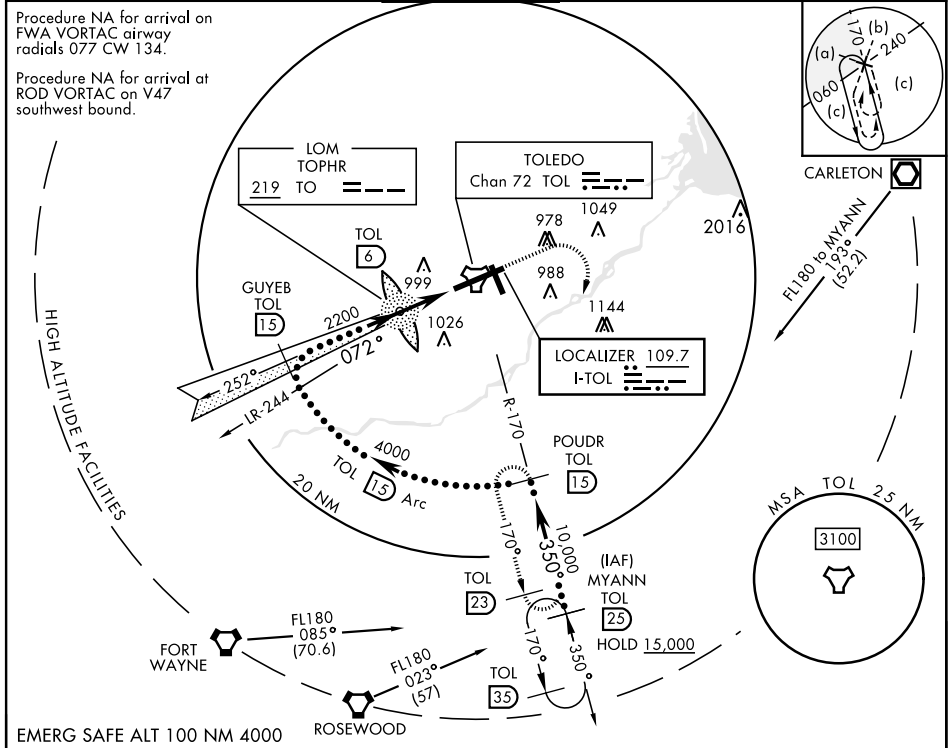 Procedure NA for arrival on
FWA VORTAC airway
radials 077 CW 134.
Procedure NA for arrival at
ROD VORTAC on V47
southwest bound.
LOM
TOPHR
219 TO
TOLEDO
Chan 72 TOL
170
(b)
(a)
240
060
(c)
(c)
CARLETON
FL180 to MYANN
193°
(52.2)
978
1049
2016
TOL
6
999
988
1026
1144
GUYEB
TOL
15
2200
072°
252°
LR-244
LOCALIZER 109.7
I-TOL
HIGH ALTITUDE FACILITIES
R-170
4000
TOL 15 Arc
20 NM
POUDR
TOL
15
170°
10,000
350°
(IAF)
MYANN
TOL
25
HOLD 15,000
TOL
23
170°
350°
TOL
35
MSA TOL 25 NM
3100
FORT
WAYNE
FL180
085°
(70.6)
FL180
023°
(57)
ROSEWOOD
EMERG SAFE ALT 100 NM 4000